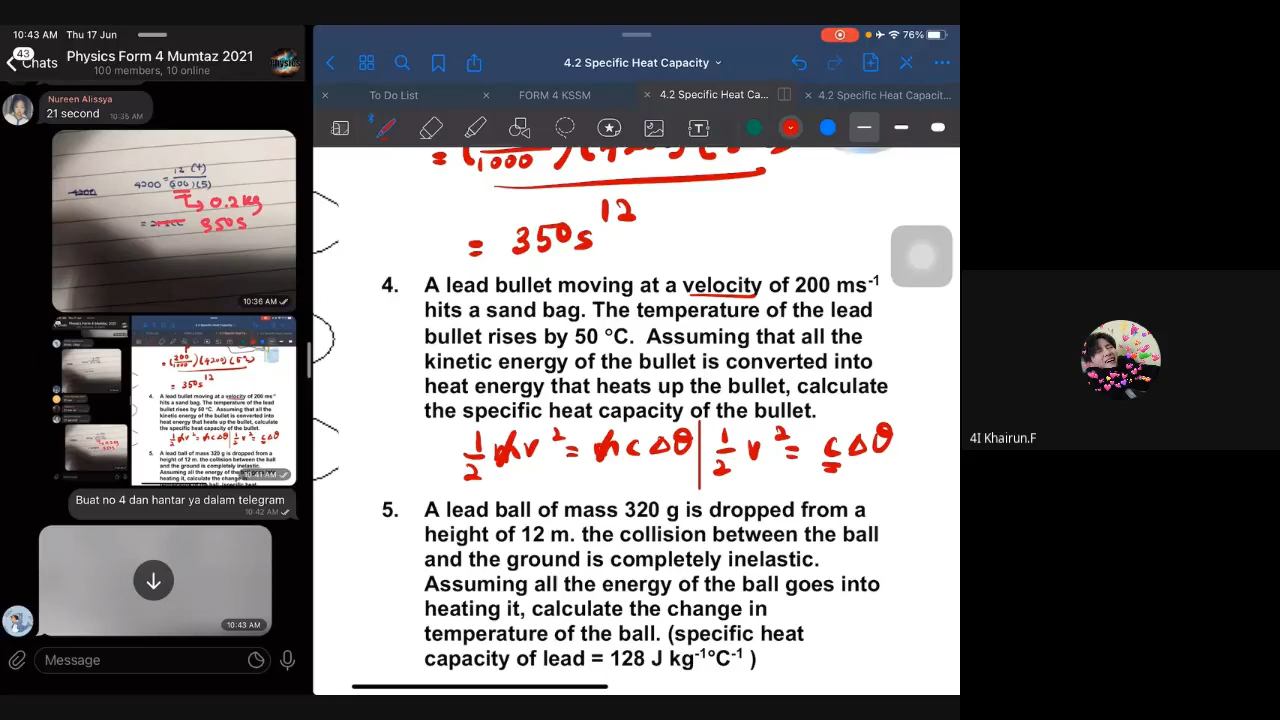 10:43 AM Thu 17 Jun
43
Chats
Physics Form 4 Mumtaz 2021
100 members, 10 online
Nureen Alissya
21 second
10:35 AM
4200 = 12 (t)
(5)
0.2kg
350s
10:36 AM
10:41 AM
Buat no 4 dan hantar ya dalam telegram
10:42 AM
10:43 AM
Message
76%
4.2 Specific Heat Capacity
To Do List
FORM 4 KSSM
4.2 Specific Heat Ca...
4.2 Specific Heat Capacit...
1000
12
= 350s
4. A lead bullet moving at a velocity of 200 ms⁻¹
hits a sand bag. The temperature of the lead
bullet rises by 50 °C. Assuming that all the
kinetic energy of the bullet is converted into
heat energy that heats up the bullet, calculate
the specific heat capacity of the bullet.
½ mv² = mcΔθ | ½ v² = cΔθ
5. A lead ball of mass 320 g is dropped from a
height of 12 m. the collision between the ball
and the ground is completely inelastic.
Assuming all the energy of the ball goes into
heating it, calculate the change in
temperature of the ball. (specific heat
capacity of lead = 128 J kg⁻¹°C⁻¹ )
4I Khairun.F